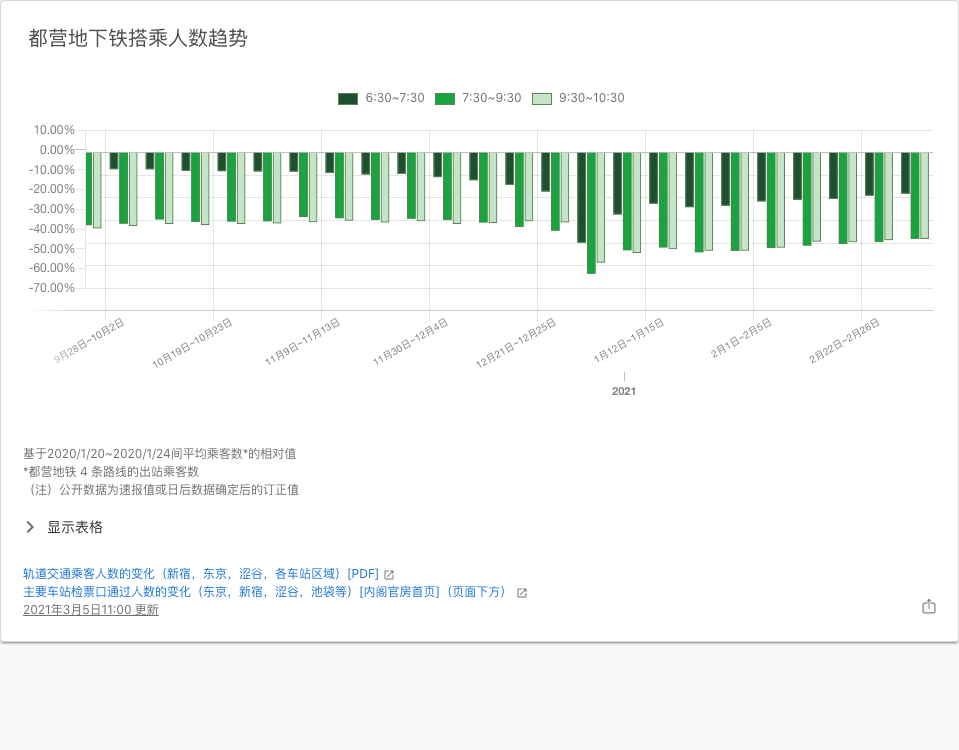 都营地下铁搭乘人数趋势
6:30~7:30 7:30~9:30 9:30~10:30
10.00%
0.00%
-10.00%
-20.00%
-30.00%
-40.00%
-50.00%
-60.00%
-70.00%
9月28日~10月2日 10月19日~10月23日 11月9日~11月13日 11月30日~12月4日 12月21日~12月25日 1月12日~1月15日 2月1日~2月5日 2月22日~2月26日
2021
基于2020/1/20~2020/1/24间平均乘客数*的相对值
*都营地铁 4 条路线的出站乘客数
（注）公开数据为速报值或日后数据确定后的订正值
显示表格
轨道交通乘客人数的变化（新宿，东京，涩谷，各车站区域）[PDF]
主要车站检票口通过人数的变化（东京，新宿，涩谷，池袋等）[内阁官房首页]（页面下方）
2021年3月5日11:00 更新